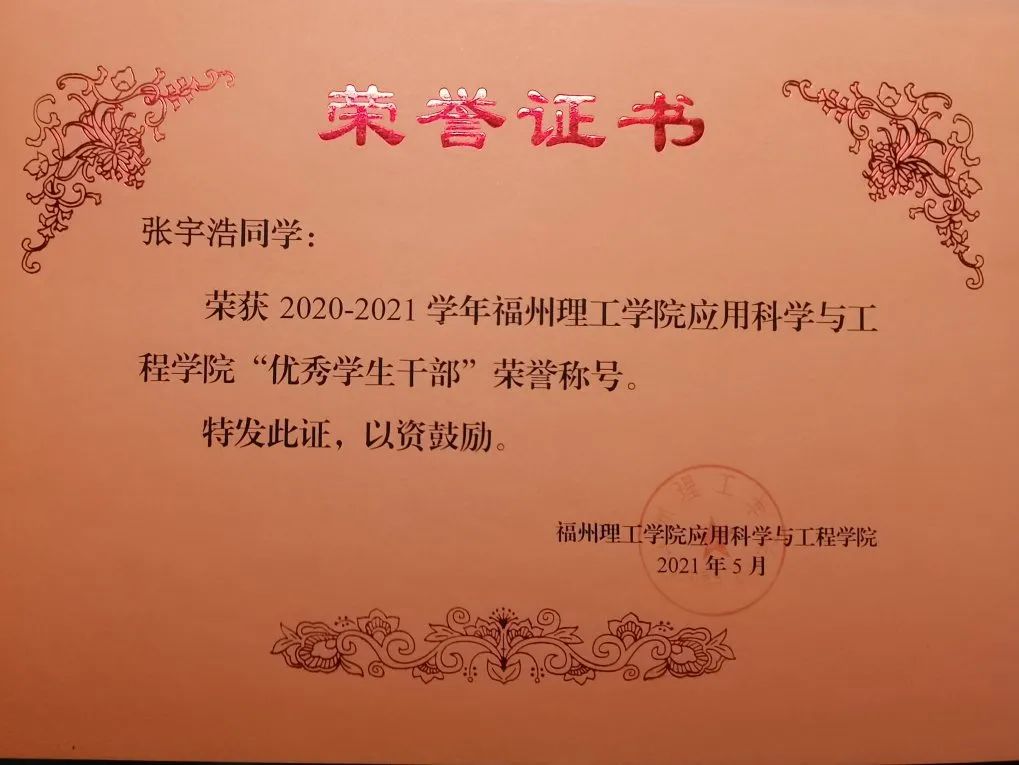 荣誉证书
张宇浩同学：
荣获 2020-2021 学年福州理工学院应用科学与工
程学院“优秀学生干部”荣誉称号。
特发此证，以资鼓励。
理工学
福州理工学院应用科学与工程学院
2021 年 5 月